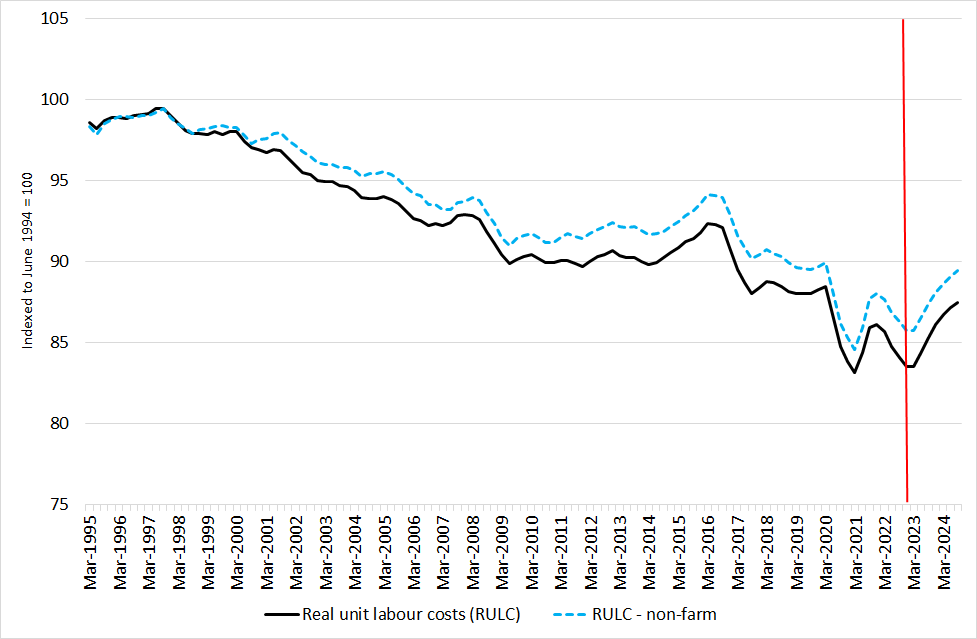 105
100
95
90
85
80
75
Indexed to June 1994 = 100
Mar-1995
Mar-1996
Mar-1997
Mar-1998
Mar-1999
Mar-2000
Mar-2001
Mar-2002
Mar-2003
Mar-2004
Mar-2005
Mar-2006
Mar-2007
Mar-2008
Mar-2009
Mar-2010
Mar-2011
Mar-2012
Mar-2013
Mar-2014
Mar-2015
Mar-2016
Mar-2017
Mar-2018
Mar-2019
Mar-2020
Mar-2021
Mar-2022
Mar-2023
Mar-2024
Real unit labour costs (RULC)
RULC - non-farm